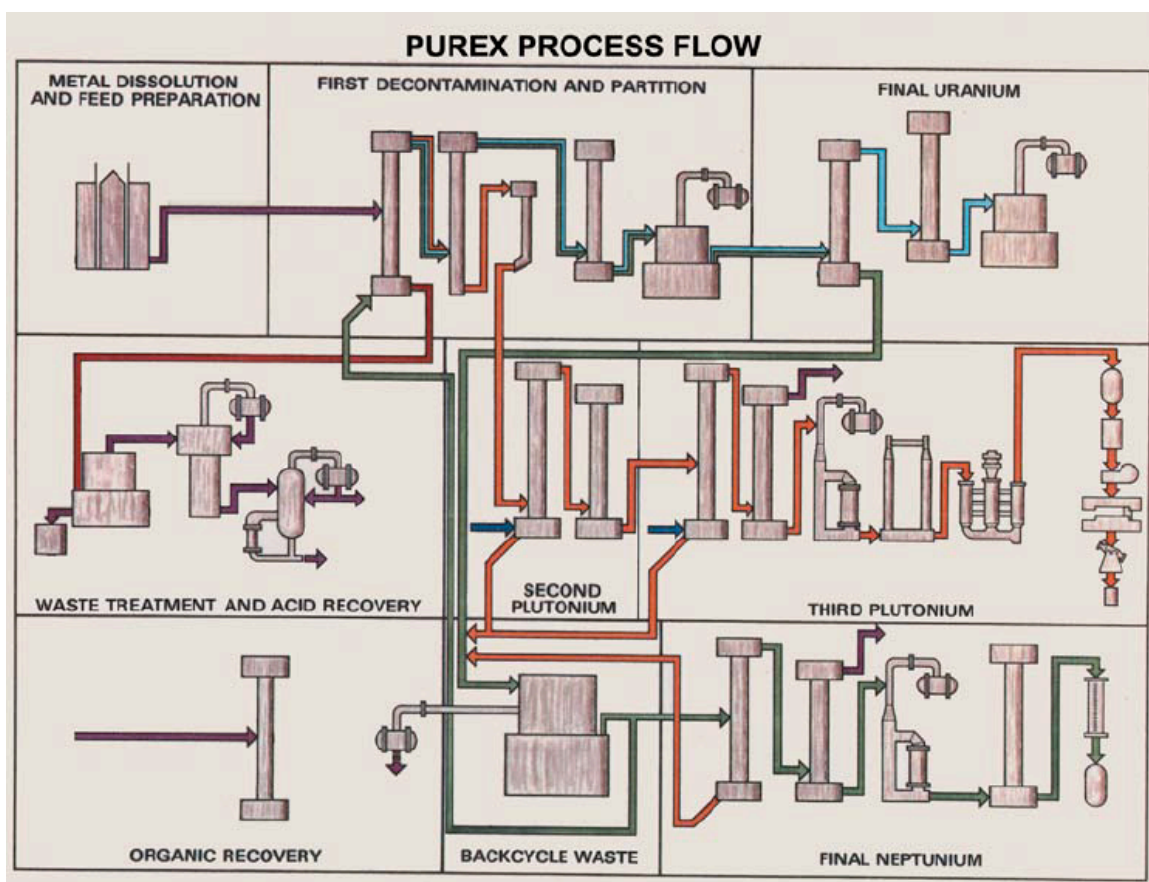 PUREX PROCESS FLOW
METAL DISSOLUTION
AND FEED PREPARATION
FIRST DECONTAMINATION AND PARTITION
FINAL URANIUM
WASTE TREATMENT AND ACID RECOVERY
SECOND
PLUTONIUM
THIRD PLUTONIUM
ORGANIC RECOVERY
BACKCYCLE WASTE
FINAL NEPTUNIUM